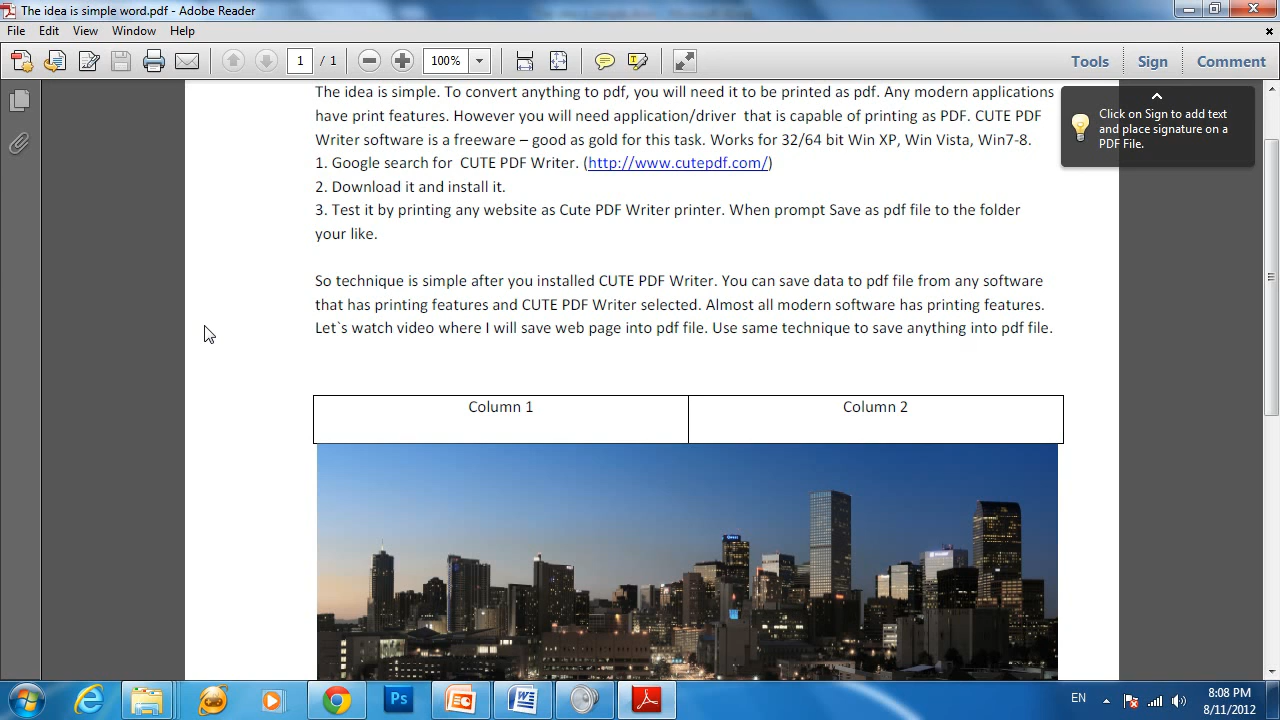 The idea is simple word.pdf - Adobe Reader
File Edit View Window Help
1 / 1 100% Tools Sign Comment
The idea is simple. To convert anything to pdf, you will need it to be printed as pdf. Any modern applications
have print features. However you will need application/driver  that is capable of printing as PDF. CUTE PDF
Writer software is a freeware – good as gold for this task. Works for 32/64 bit Win XP, Win Vista, Win7-8.
1. Google search for  CUTE PDF Writer. (http://www.cutepdf.com/)
2. Download it and install it.
3. Test it by printing any website as Cute PDF Writer printer. When prompt Save as pdf file to the folder
your like.
So technique is simple after you installed CUTE PDF Writer. You can save data to pdf file from any software
that has printing features and CUTE PDF Writer selected. Almost all modern software has printing features.
Let`s watch video where I will save web page into pdf file. Use same technique to save anything into pdf file.
Column 1 Column 2
Click on Sign to add text
and place signature on a
PDF File.
Ps
EN
8:08 PM
8/11/2012